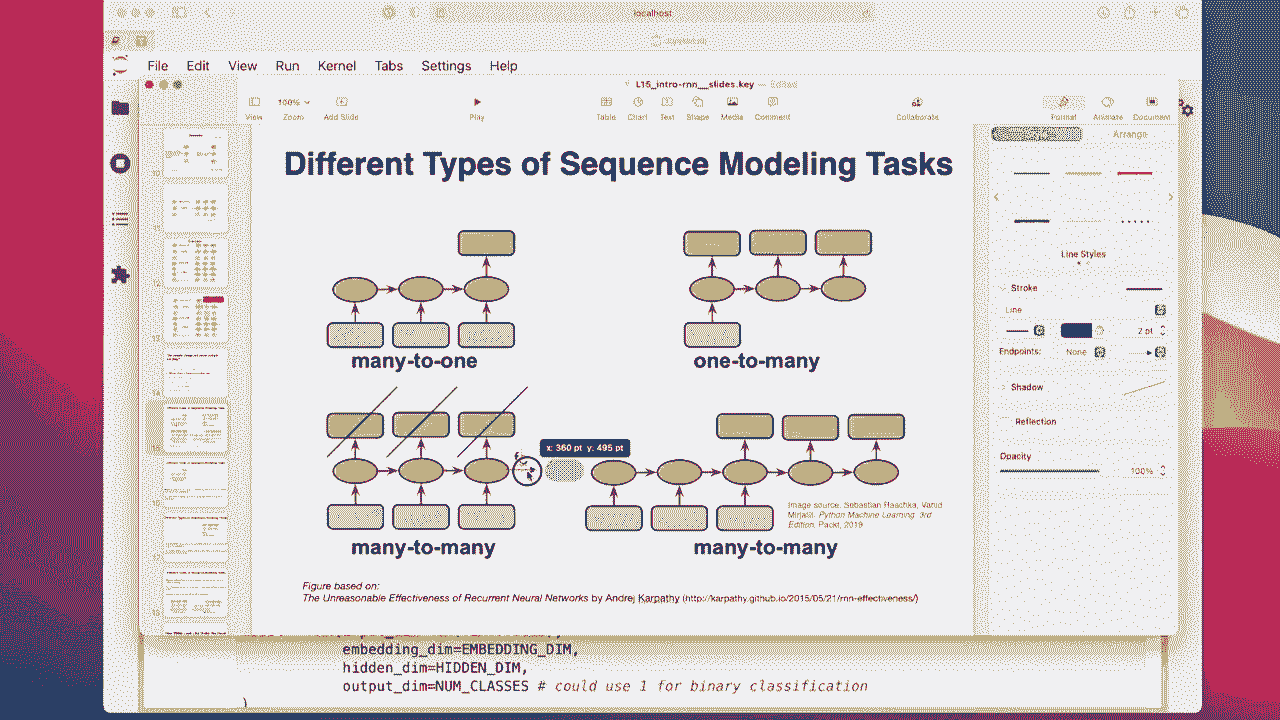 localhost
File Edit View Run Kernel Tabs Settings Help
L15_intro-rnn__slides.key — Edited
100%
View Zoom Add Slide Play Table Chart Text Shape Media Comment Collaborate Format Animate Document
Arrange
Different Types of Sequence Modeling Tasks
many-to-one
one-to-many
x: 360 pt y: 495 pt
many-to-many
many-to-many
Image source: Sebastian Raschka, Vahid
Mirjalili. Python Machine Learning. 3rd
Edition. Packt, 2019
Figure based on:
The Unreasonable Effectiveness of Recurrent Neural Networks by Andrej Karpathy (http://karpathy.github.io/2015/05/21/rnn-effectiveness/)
Line Styles
Stroke
Line
2 pt
Endpoints: None
Shadow
Reflection
Opacity
100%
embedding_dim=EMBEDDING_DIM,
hidden_dim=HIDDEN_DIM,
output_dim=NUM_CLASSES # could use 1 for binary classification
)